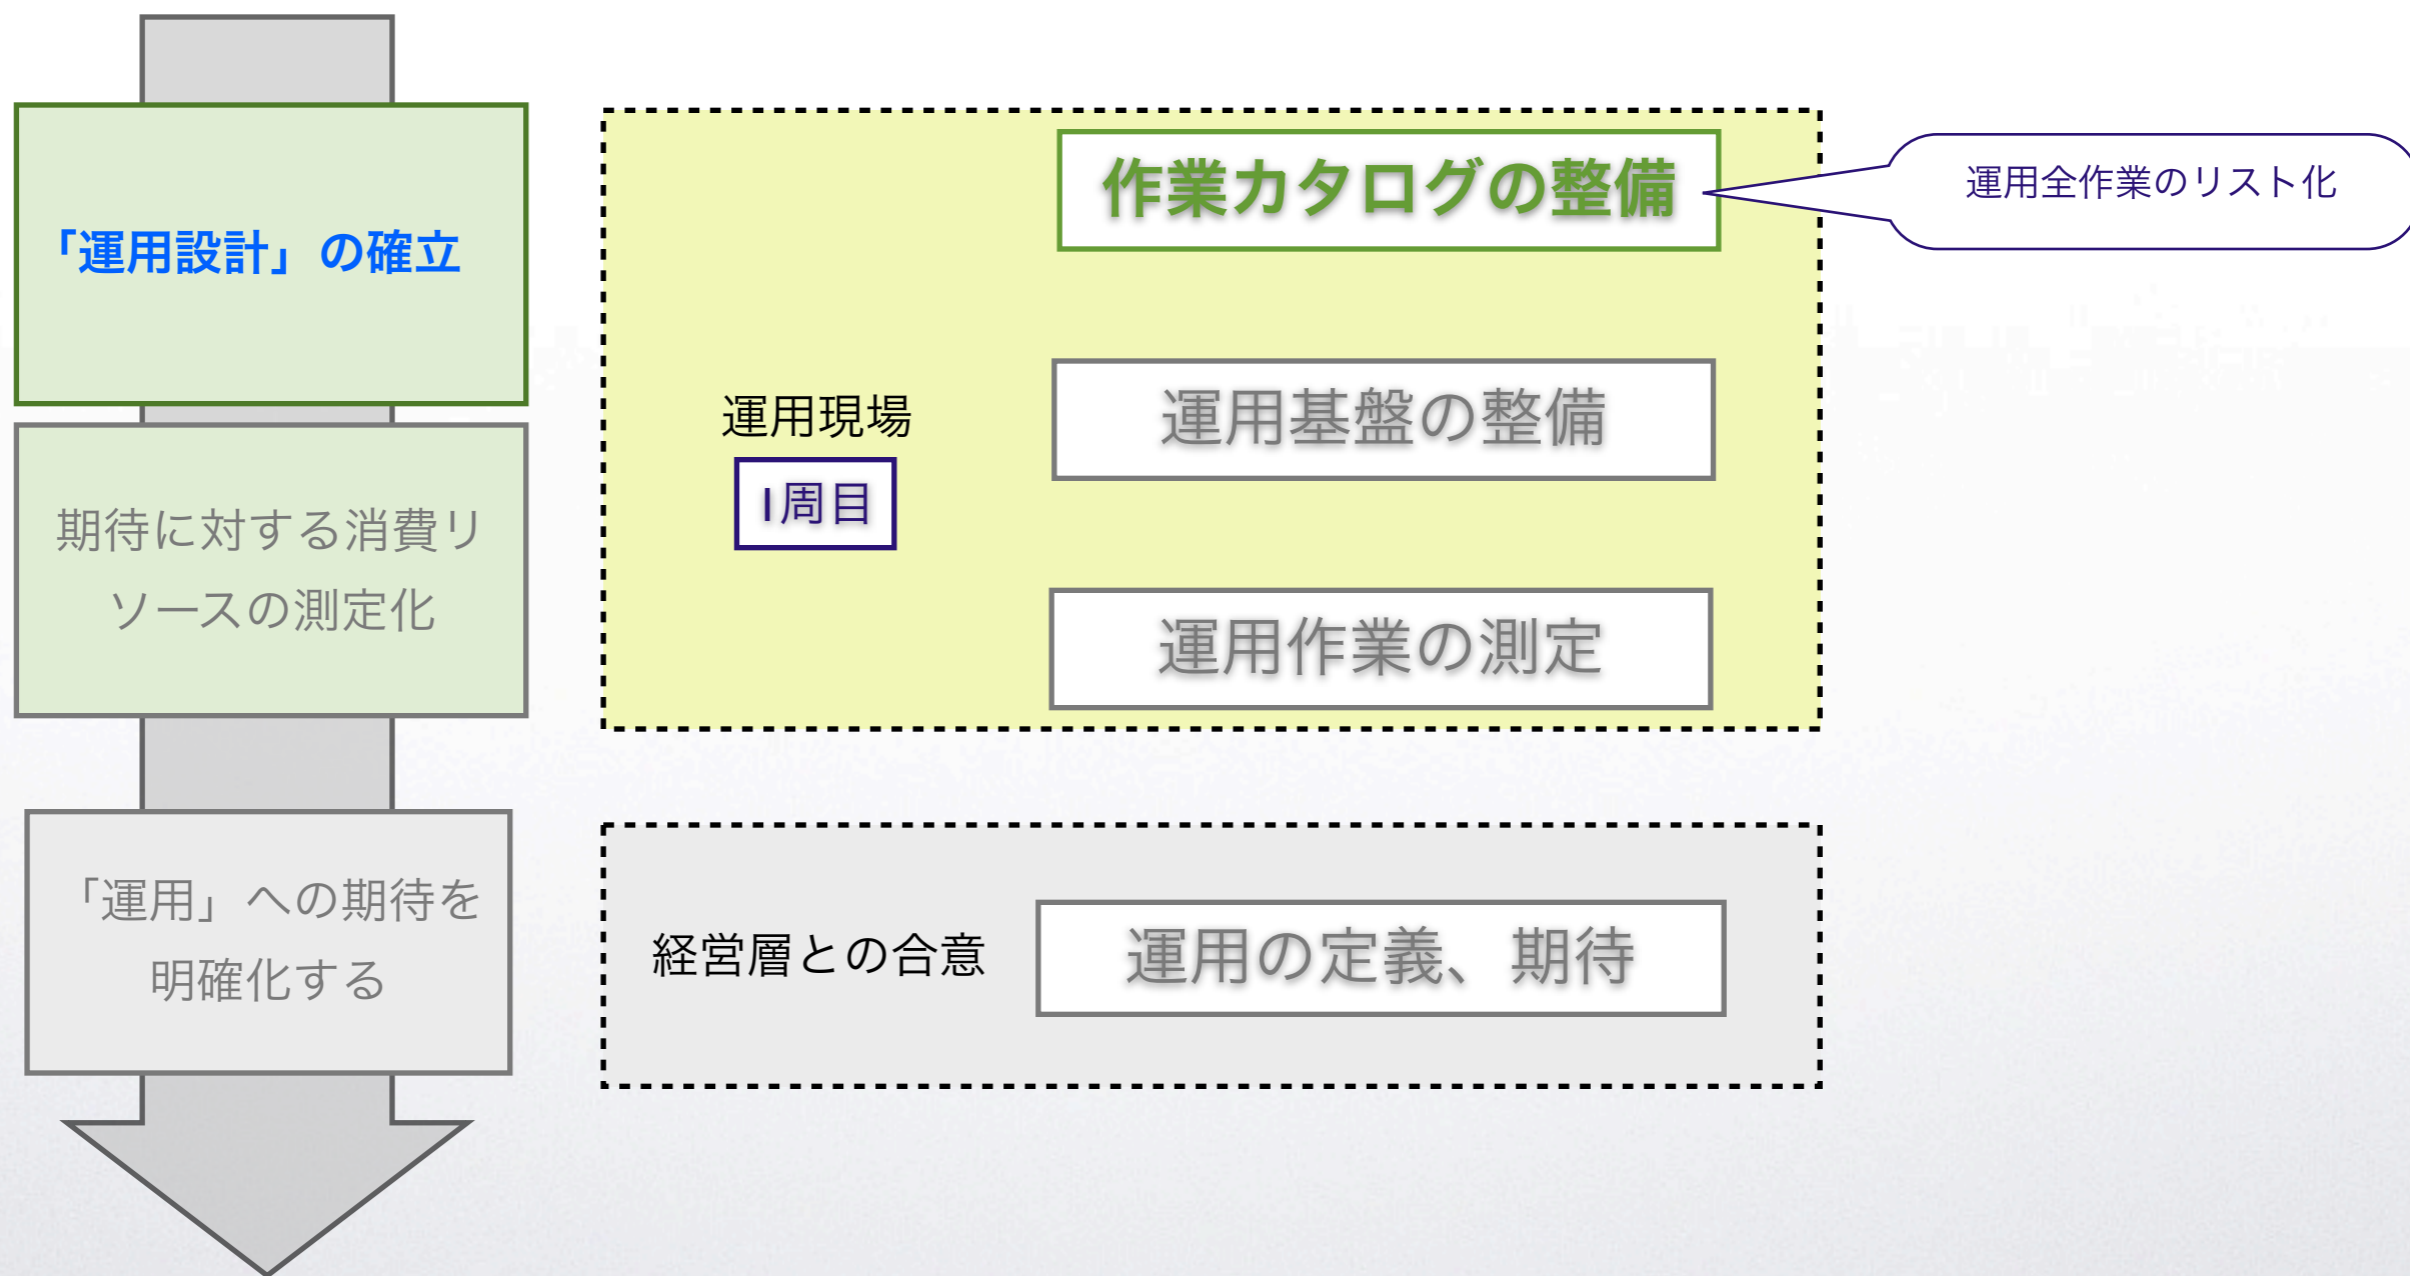 「運用設計」の確立
期待に対する消費リ
ソースの測定化
「運用」への期待を
明確化する
運用現場
1周目
作業カタログの整備
運用全作業のリスト化
運用基盤の整備
運用作業の測定
経営層との合意
運用の定義、期待